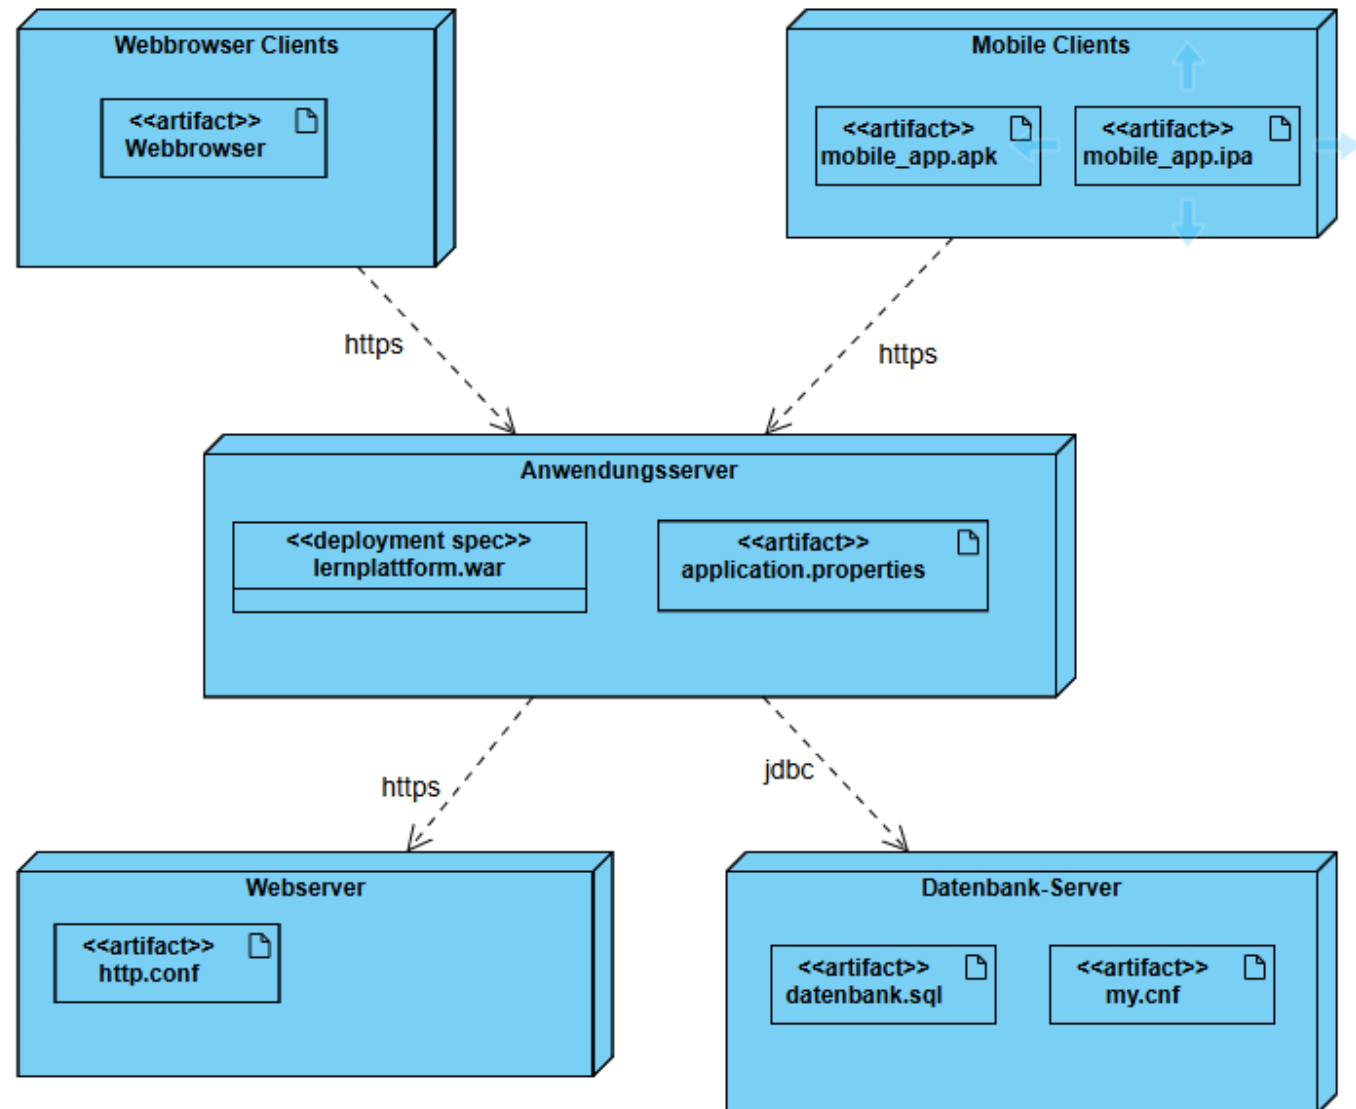 Webbrowser Clients
<<artifact>>
Webbrowser
Mobile Clients
<<artifact>>
mobile_app.apk
<<artifact>>
mobile_app.ipa
https
https
Anwendungsserver
<<deployment spec>>
lernplattform.war
<<artifact>>
application.properties
https
jdbc
Webserver
<<artifact>>
http.conf
Datenbank-Server
<<artifact>>
datenbank.sql
<<artifact>>
my.cnf